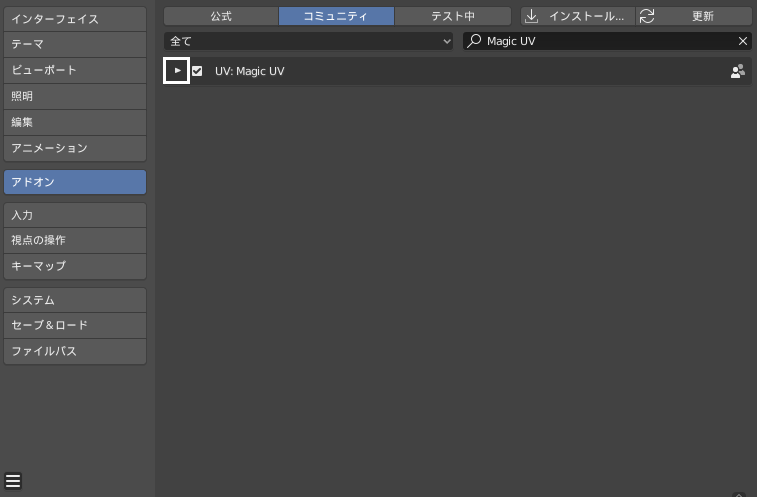 インターフェイス
テーマ
ビューポート
照明
編集
アニメーション
アドオン
入力
視点の操作
キーマップ
システム
セーブ＆ロード
ファイルパス
公式 コミュニティ テスト中 インストール... 更新
全て Magic UV
UV: Magic UV